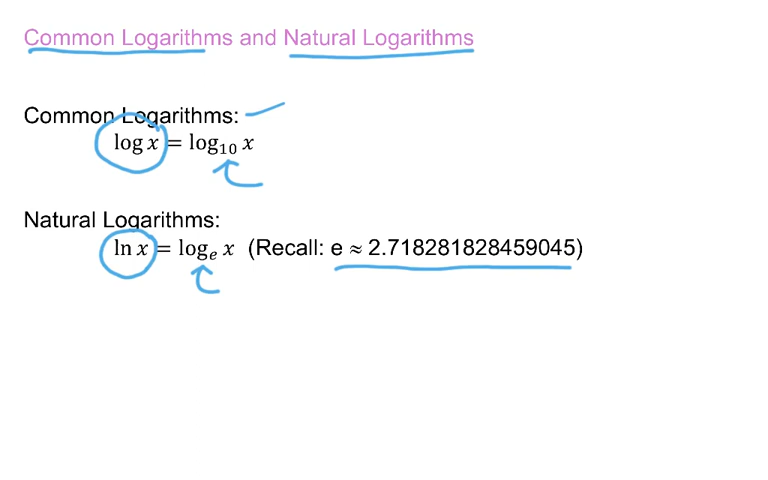 Common Logarithms and Natural Logarithms
Common Logarithms:
log x = log₁₀ x
Natural Logarithms:
ln x = logₑ x (Recall: e ≈ 2.718281828459045)